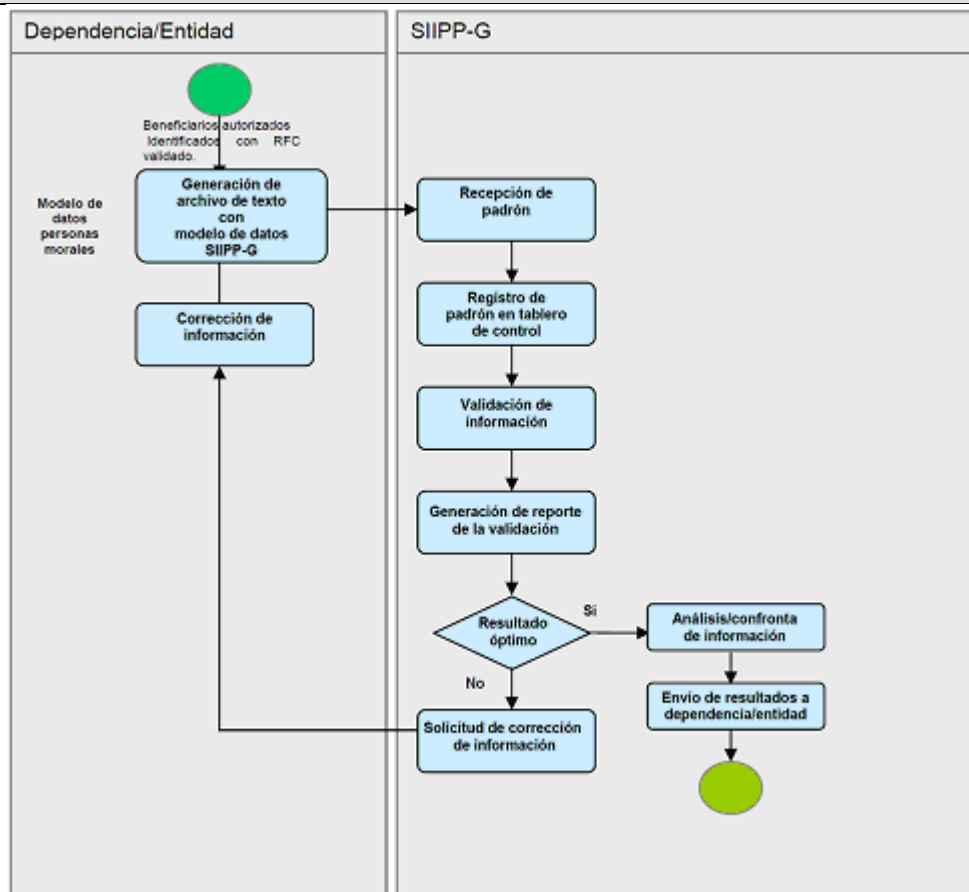 Dependencia/Entidad
SIIPP-G
Beneficiarios autorizados
Identificados con RFC
validado.
Modelo de
datos
personas
morales
Generación de
archivo de texto
con
modelo de datos
SIIPP-G
Corrección de
información
Recepción de
padrón
Registro de
padrón en tablero
de control
Validación de
información
Generación de reporte
de la validación
Resultado
óptimo
Si
No
Análisis/confronta
de información
Envío de resultados a
dependencia/entidad
Solicitud de corrección
de información